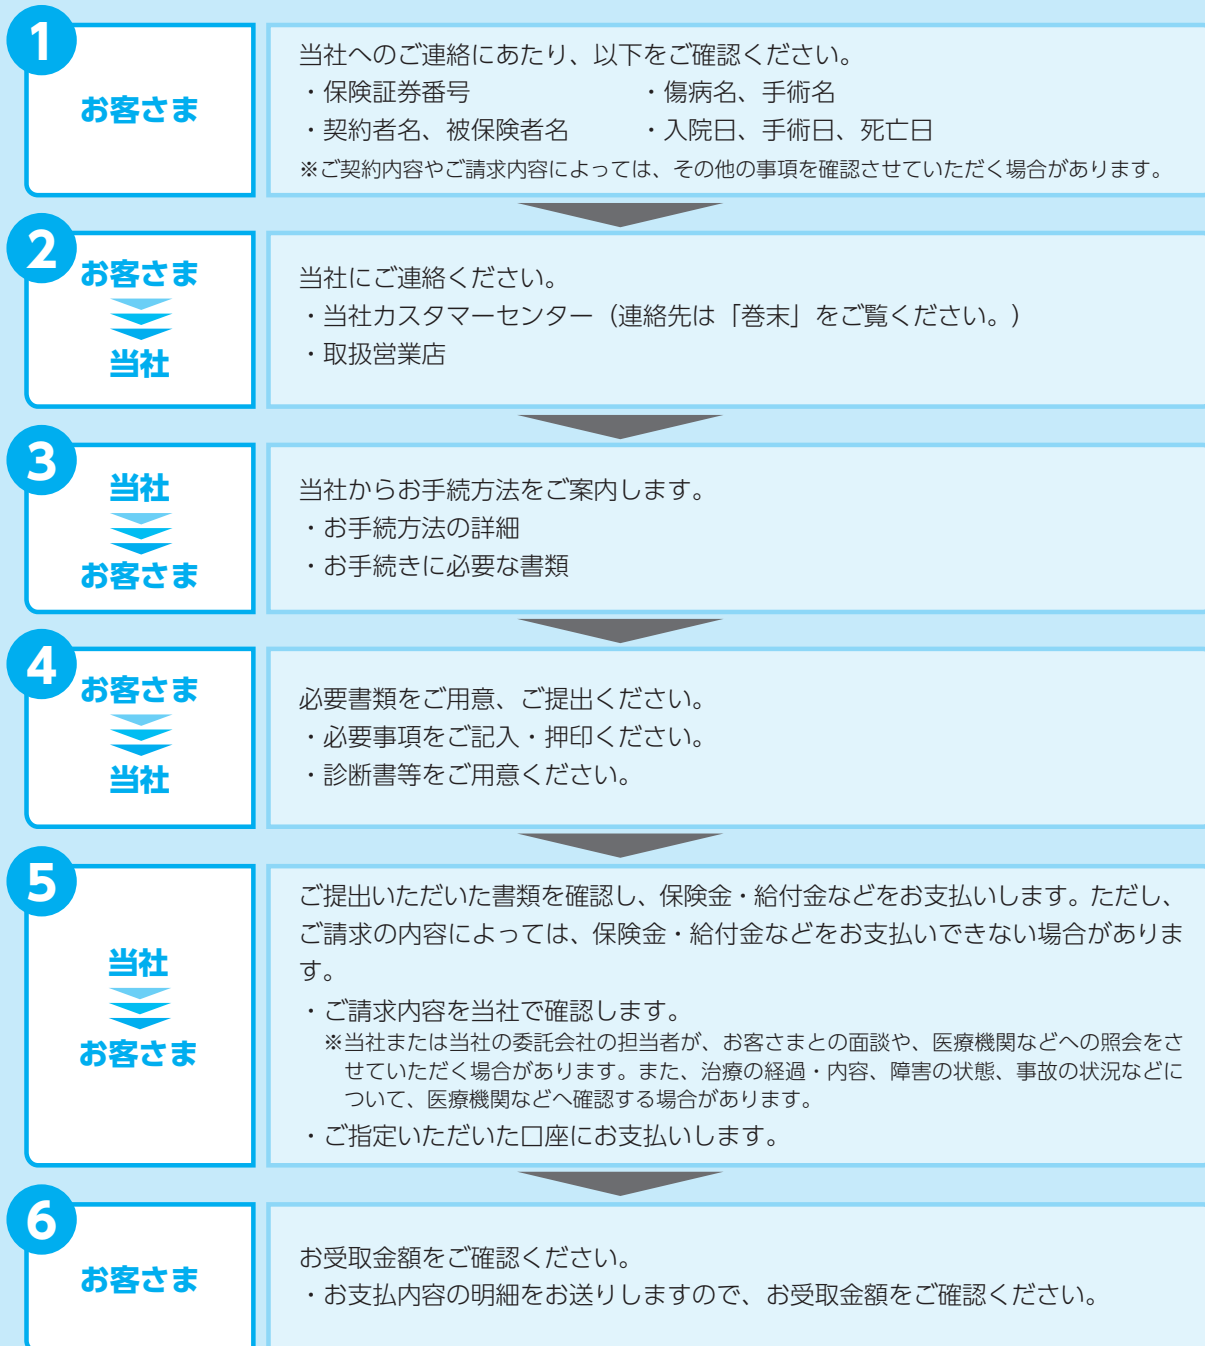 1
お客さま
当社へのご連絡にあたり、以下をご確認ください。
・保険証券番号 ・傷病名、手術名
・契約者名、被保険者名 ・入院日、手術日、死亡日
※ご契約内容やご請求内容によっては、その他の事項を確認させていただく場合があります。
2
お客さま
当社
当社にご連絡ください。
・当社カスタマーセンター（連絡先は「巻末」をご覧ください。）
・取扱営業店
3
当社
お客さま
当社からお手続方法をご案内します。
・お手続方法の詳細
・お手続きに必要な書類
4
お客さま
当社
必要書類をご用意、ご提出ください。
・必要事項をご記入・押印ください。
・診断書等をご用意ください。
5
当社
お客さま
ご提出いただいた書類を確認し、保険金・給付金などをお支払いします。ただし、
ご請求の内容によっては、保険金・給付金などをお支払いできない場合がありま
す。
・ご請求内容を当社で確認します。
※当社または当社の委託会社の担当者が、お客さまとの面談や、医療機関などへの照会をさ
せていただく場合があります。また、治療の経過・内容、障害の状態、事故の状況などに
ついて、医療機関などへ確認する場合があります。
・ご指定いただいた口座にお支払いします。
6
お客さま
お受取金額をご確認ください。
・お支払内容の明細をお送りしますので、お受取金額をご確認ください。